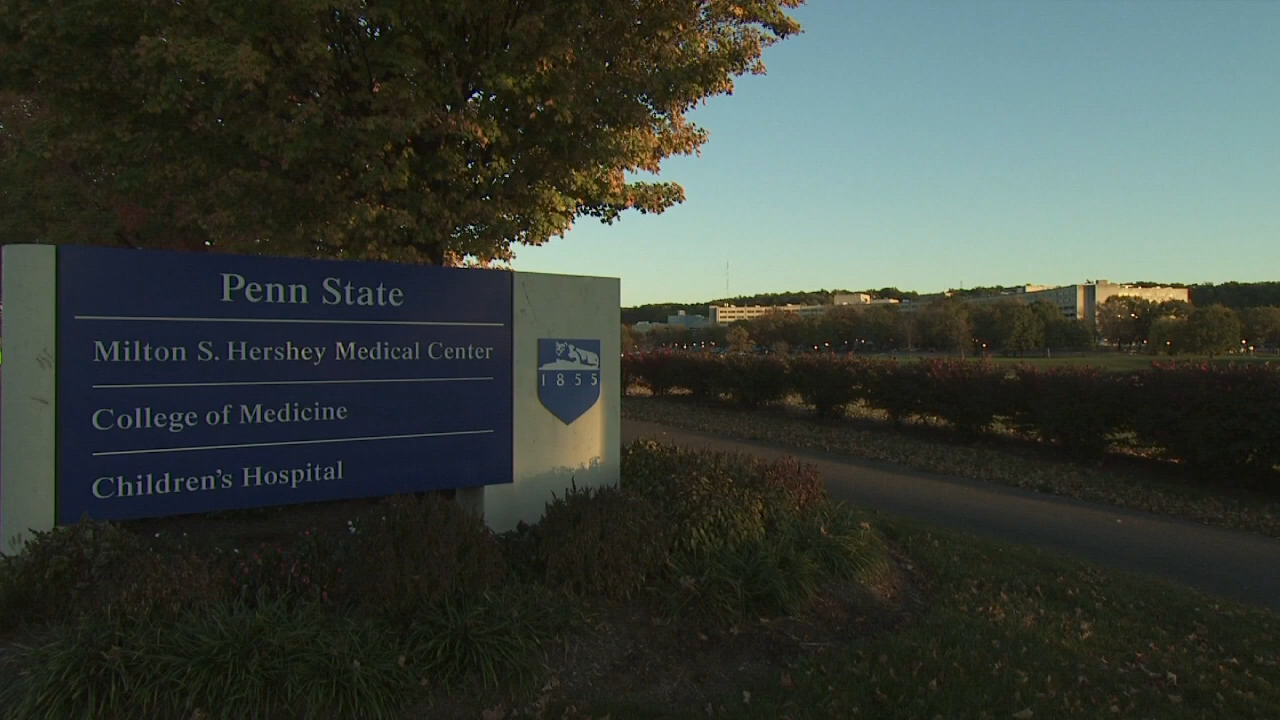 Penn State
Milton S. Hershey Medical Center
College of Medicine
Children's Hospital
1855